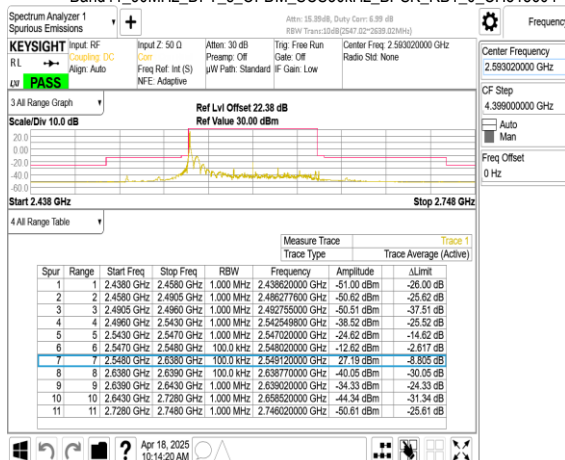 Spectrum Analyzer 1
Spurious Emissions
Attn: 15.39dB, Duty Corr: 6.99 dB
Frequency
KEYSIGHT Input: RF Input Z: 50 Ω Atten: 30 dB Trig: Free Run Center Freq: 2.593020000 GHz
RL Coupling: DC Corr Preamp: Off Gate: Off Radio Std: None
Align: Auto Freq Ref: Int (S) µW Path: Standard IF Gain: Low
NFE: Adaptive
PASS
Center Frequency
2.593020000 GHz
CF Step
4.399000000 GHz
Auto
Man
Freq Offset
0 Hz
3 All Range Graph
Ref Lvl Offset 22.38 dB
Scale/Div 10.0 dB Ref Value 30.00 dBm
20.0
0.00
-20.0
-40.0
-60.0
Start 2.438 GHz Stop 2.748 GHz
4 All Range Table
Measure Trace Trace 1
Trace Type Trace Average (Active)
Spur Range Start Freq Stop Freq RBW Frequency Amplitude ΔLimit
1 1 2.4380 GHz 2.4580 GHz 1.000 MHz 2.438620000 GHz -51.00 dBm -26.00 dB
2 2 2.4580 GHz 2.4905 GHz 1.000 MHz 2.486277600 GHz -50.62 dBm -25.62 dB
3 3 2.4905 GHz 2.4960 GHz 1.000 MHz 2.492755000 GHz -50.51 dBm -37.51 dB
4 4 2.4960 GHz 2.5430 GHz 1.000 MHz 2.542549800 GHz -38.52 dBm -25.52 dB
5 5 2.5430 GHz 2.5470 GHz 1.000 MHz 2.547020000 GHz -24.62 dBm -14.62 dB
6 6 2.5470 GHz 2.5480 GHz 100.0 kHz 2.548020000 GHz -12.62 dBm -2.617 dB
7 7 2.5480 GHz 2.6380 GHz 100.0 kHz 2.549120000 GHz 27.19 dBm -8.805 dB
8 8 2.6380 GHz 2.6390 GHz 100.0 kHz 2.638770000 GHz -40.05 dBm -30.05 dB
9 9 2.6390 GHz 2.6430 GHz 1.000 MHz 2.639020000 GHz -34.33 dBm -24.33 dB
10 10 2.6430 GHz 2.7280 GHz 1.000 MHz 2.658520000 GHz -44.34 dBm -31.34 dB
11 11 2.7280 GHz 2.7480 GHz 1.000 MHz 2.746020000 GHz -50.61 dBm -25.61 dB
?
Apr 18, 2025
10:14:20 AM